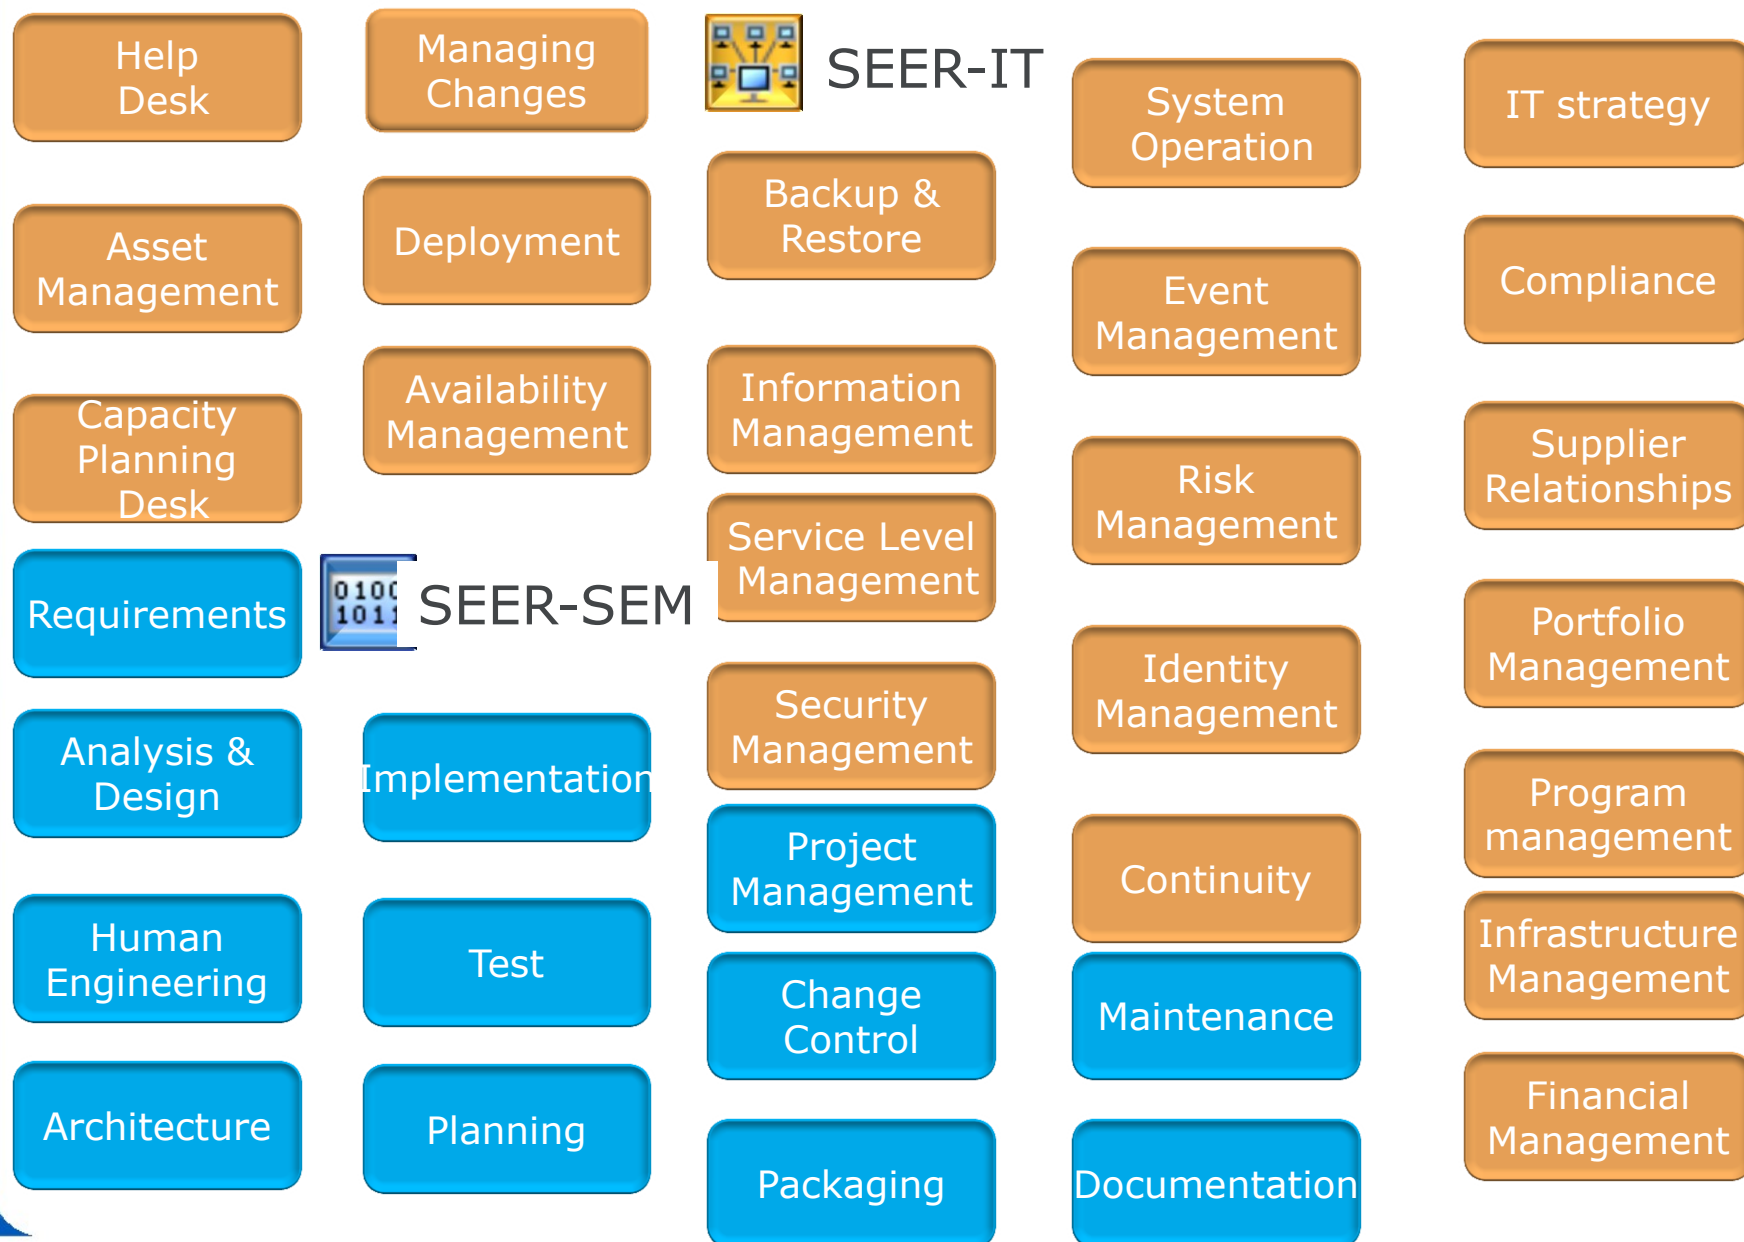 Help
Desk
Managing
Changes
SEER-IT
System
Operation
IT strategy
Asset
Management
Deployment
Backup &
Restore
Event
Management
Compliance
Capacity
Planning
Desk
Availability
Management
Information
Management
Risk
Management
Supplier
Relationships
Requirements
0100
1011
SEER-SEM
Service Level
Management
Identity
Management
Portfolio
Management
Analysis &
Design
Implementation
Security
Management
Continuity
Program
management
Human
Engineering
Test
Project
Management
Change
Control
Maintenance
Infrastructure
Management
Architecture
Planning
Packaging
Documentation
Financial
Management